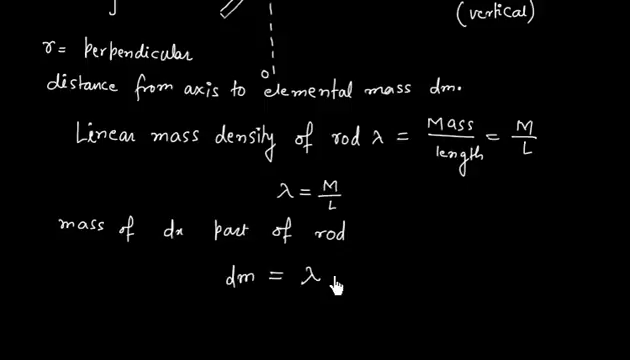 (vertical)
r = perpendicular
distance from axis to elemental mass dm.
Linear mass density of rod λ = Mass/length = M/L
λ = M/L
mass of dx part of rod
dm = λ